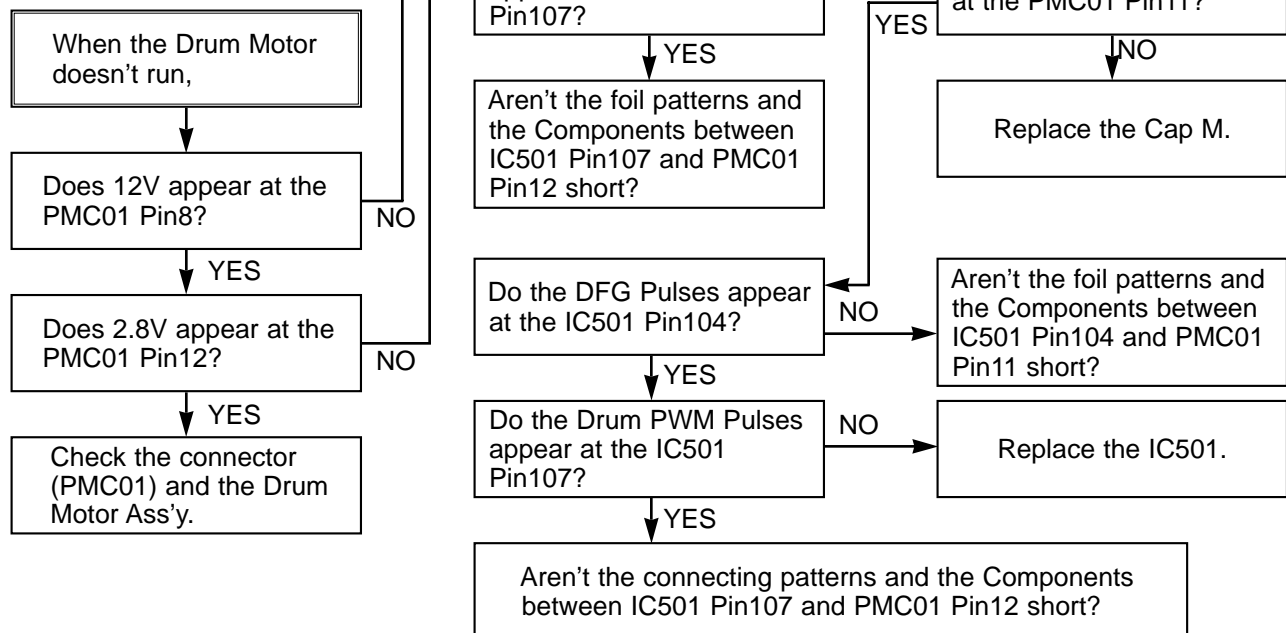 When the Drum Motor
doesn't run,
Does 12V appear at the
PMC01 Pin8?
NO
YES
Does 2.8V appear at the
PMC01 Pin12?
NO
YES
Check the connector
(PMC01) and the Drum
Motor Ass'y.
Pin107?
YES
Aren't the foil patterns and
the Components between
IC501 Pin107 and PMC01
Pin12 short?
at the PMC01 Pin11?
YES
NO
Replace the Cap M.
Do the DFG Pulses appear
at the IC501 Pin104?
NO
Aren't the foil patterns and
the Components between
IC501 Pin104 and PMC01
Pin11 short?
YES
Do the Drum PWM Pulses
appear at the IC501
Pin107?
NO
Replace the IC501.
YES
Aren't the connecting patterns and the Components
between IC501 Pin107 and PMC01 Pin12 short?